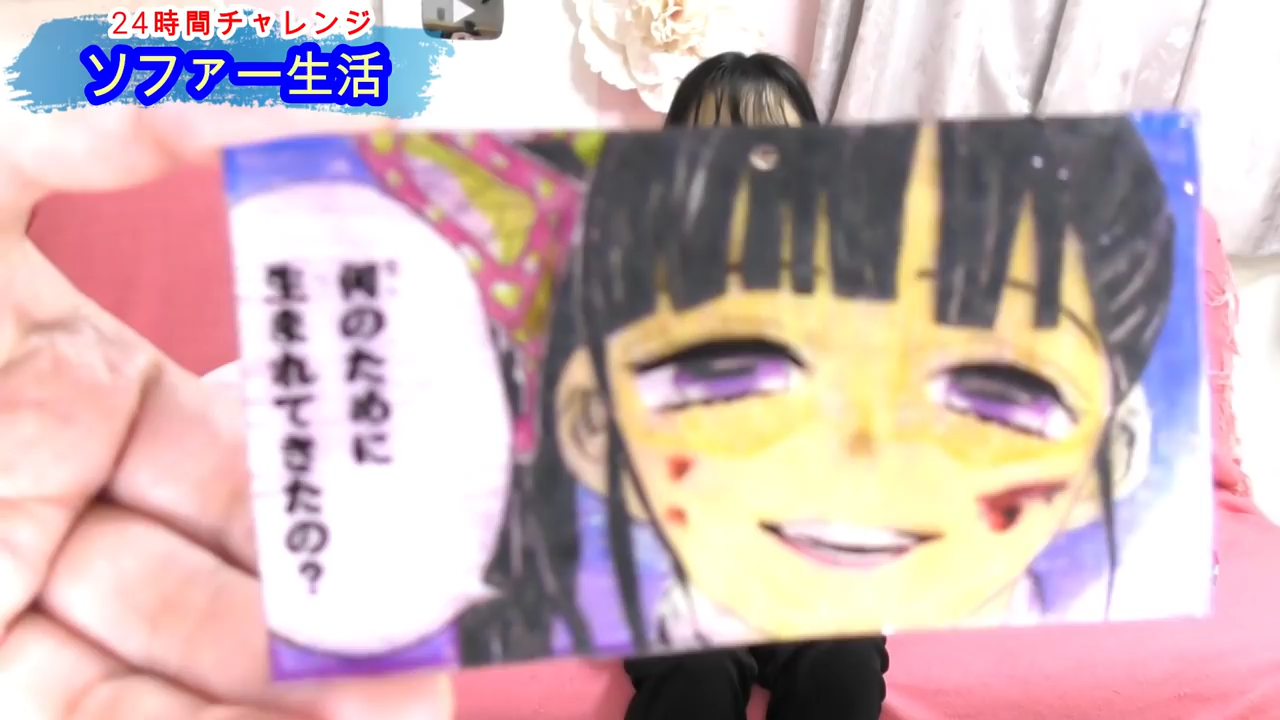 24時間チャレンジ
ソファー生活
何のために
生まれてきたの？